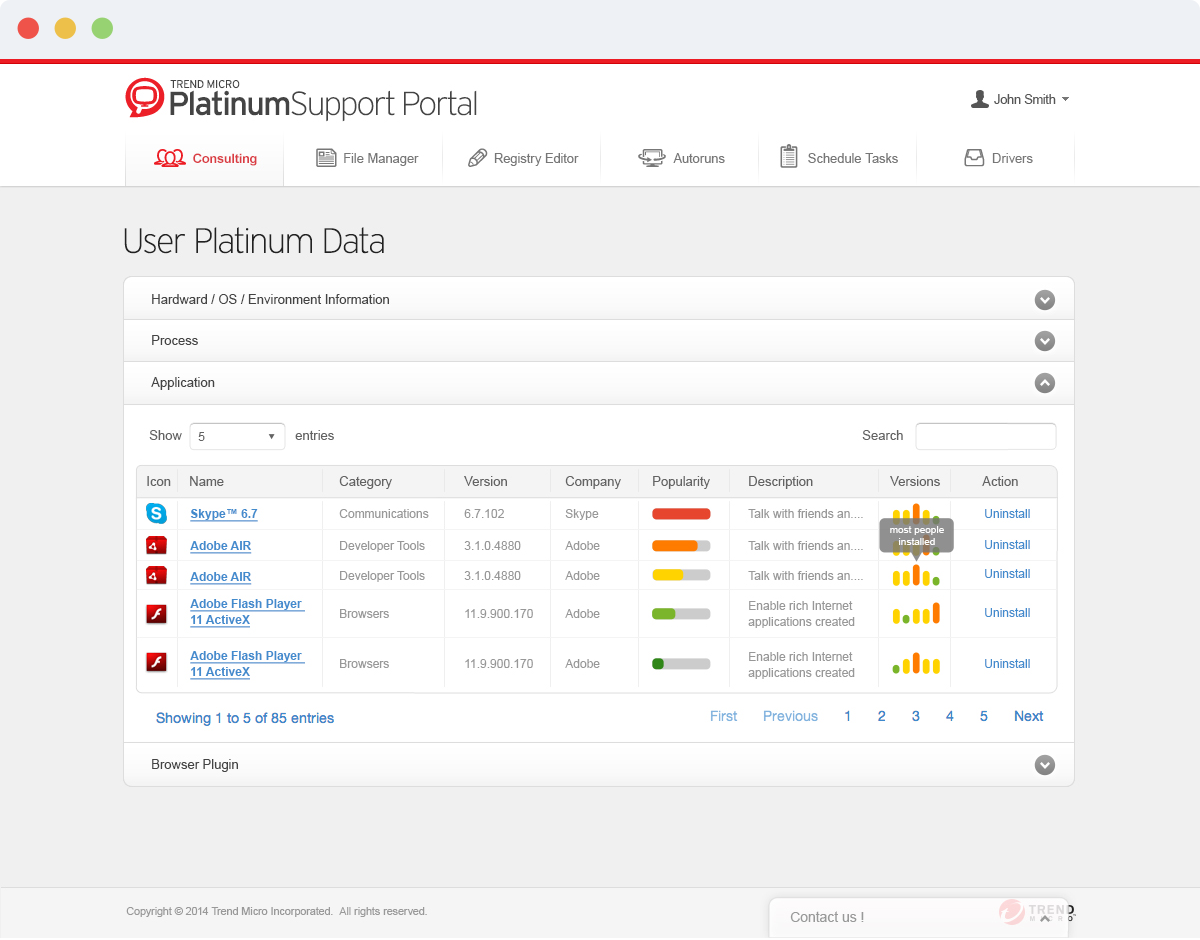 TREND MICRO
PlatinumSupport Portal
John Smith
Consulting
File Manager
Registry Editor
Autoruns
Schedule Tasks
Drivers
User Platinum Data
Hardware / OS / Environment Information
Process
Application
Show 5 entries
Search
Icon Name Category Version Company Popularity Description Versions Action
Skype™ 6.7 Communications 6.7.102 Skype Talk with friends an.... Uninstall
most people
installed
Adobe AIR Developer Tools 3.1.0.4880 Adobe Talk with friends an.... Uninstall
Adobe AIR Developer Tools 3.1.0.4880 Adobe Talk with friends an.... Uninstall
Adobe Flash Player
11 ActiveX
Browsers 11.9.900.170 Adobe
Enable rich Internet
applications created
Uninstall
Adobe Flash Player
11 ActiveX
Browsers 11.9.900.170 Adobe
Enable rich Internet
applications created
Uninstall
Showing 1 to 5 of 85 entries
First Previous 1 2 3 4 5 Next
Browser Plugin
Copyright © 2014 Trend Micro Incorporated. All rights reserved.
Contact us !
TREND
MICRO